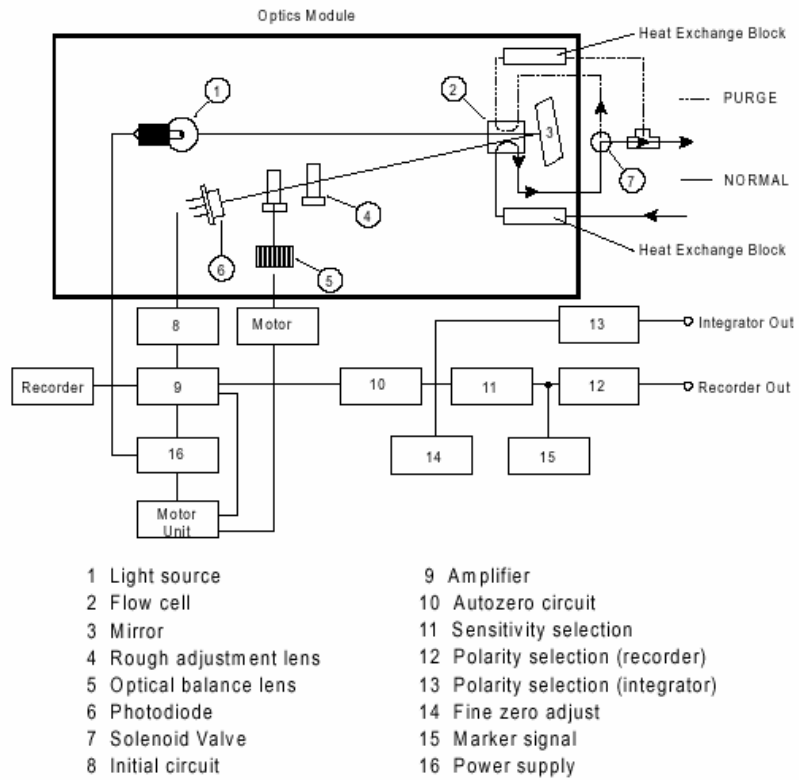 Optics Module
Heat Exchange Block
1
2
3
PURGE
7
NORMAL
4
6
5
Heat Exchange Block
8
Motor
13
Integrator Out
Recorder
9
10
11
12
Recorder Out
16
14
15
Motor
Unit
1 Light source
2 Flow cell
3 Mirror
4 Rough adjustment lens
5 Optical balance lens
6 Photodiode
7 Solenoid Valve
8 Initial circuit
9 Amplifier
10 Autozero circuit
11 Sensitivity selection
12 Polarity selection (recorder)
13 Polarity selection (integrator)
14 Fine zero adjust
15 Marker signal
16 Power supply